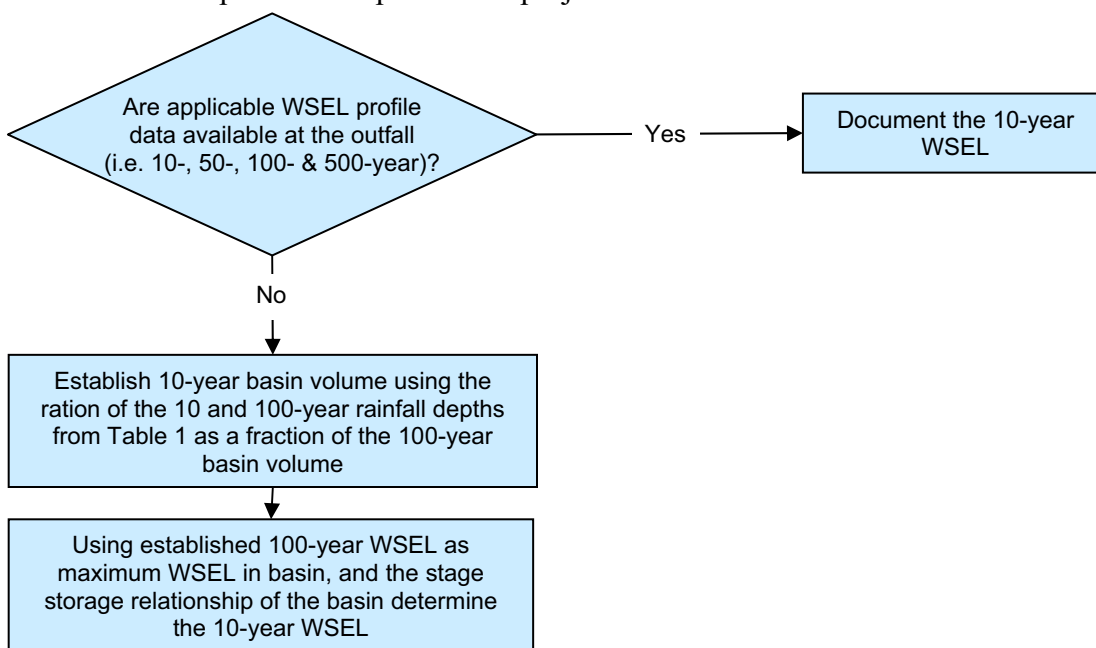 Are applicable WSEL profile
data available at the outfall
(i.e. 10-, 50-, 100- & 500-year)?
Yes
Document the 10-year
WSEL
No
Establish 10-year basin volume using the
ration of the 10 and 100-year rainfall depths
from Table 1 as a fraction of the 100-year
basin volume
Using established 100-year WSEL as
maximum WSEL in basin, and the stage
storage relationship of the basin determine
the 10-year WSEL